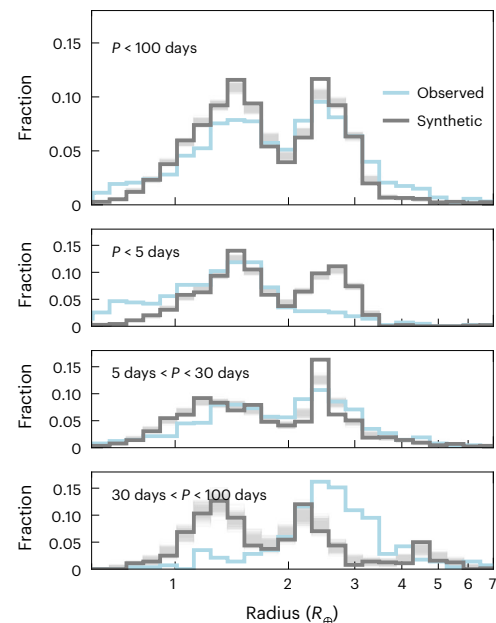 0.15
P < 100 days
Fraction
0.10
Observed
Synthetic
0.05
0
0.15
P < 5 days
Fraction
0.10
0.05
0
0.15
5 days < P < 30 days
Fraction
0.10
0.05
0
0.15
30 days < P < 100 days
Fraction
0.10
0.05
0
1 2 3 4 5 6 7
Radius (R⊕)